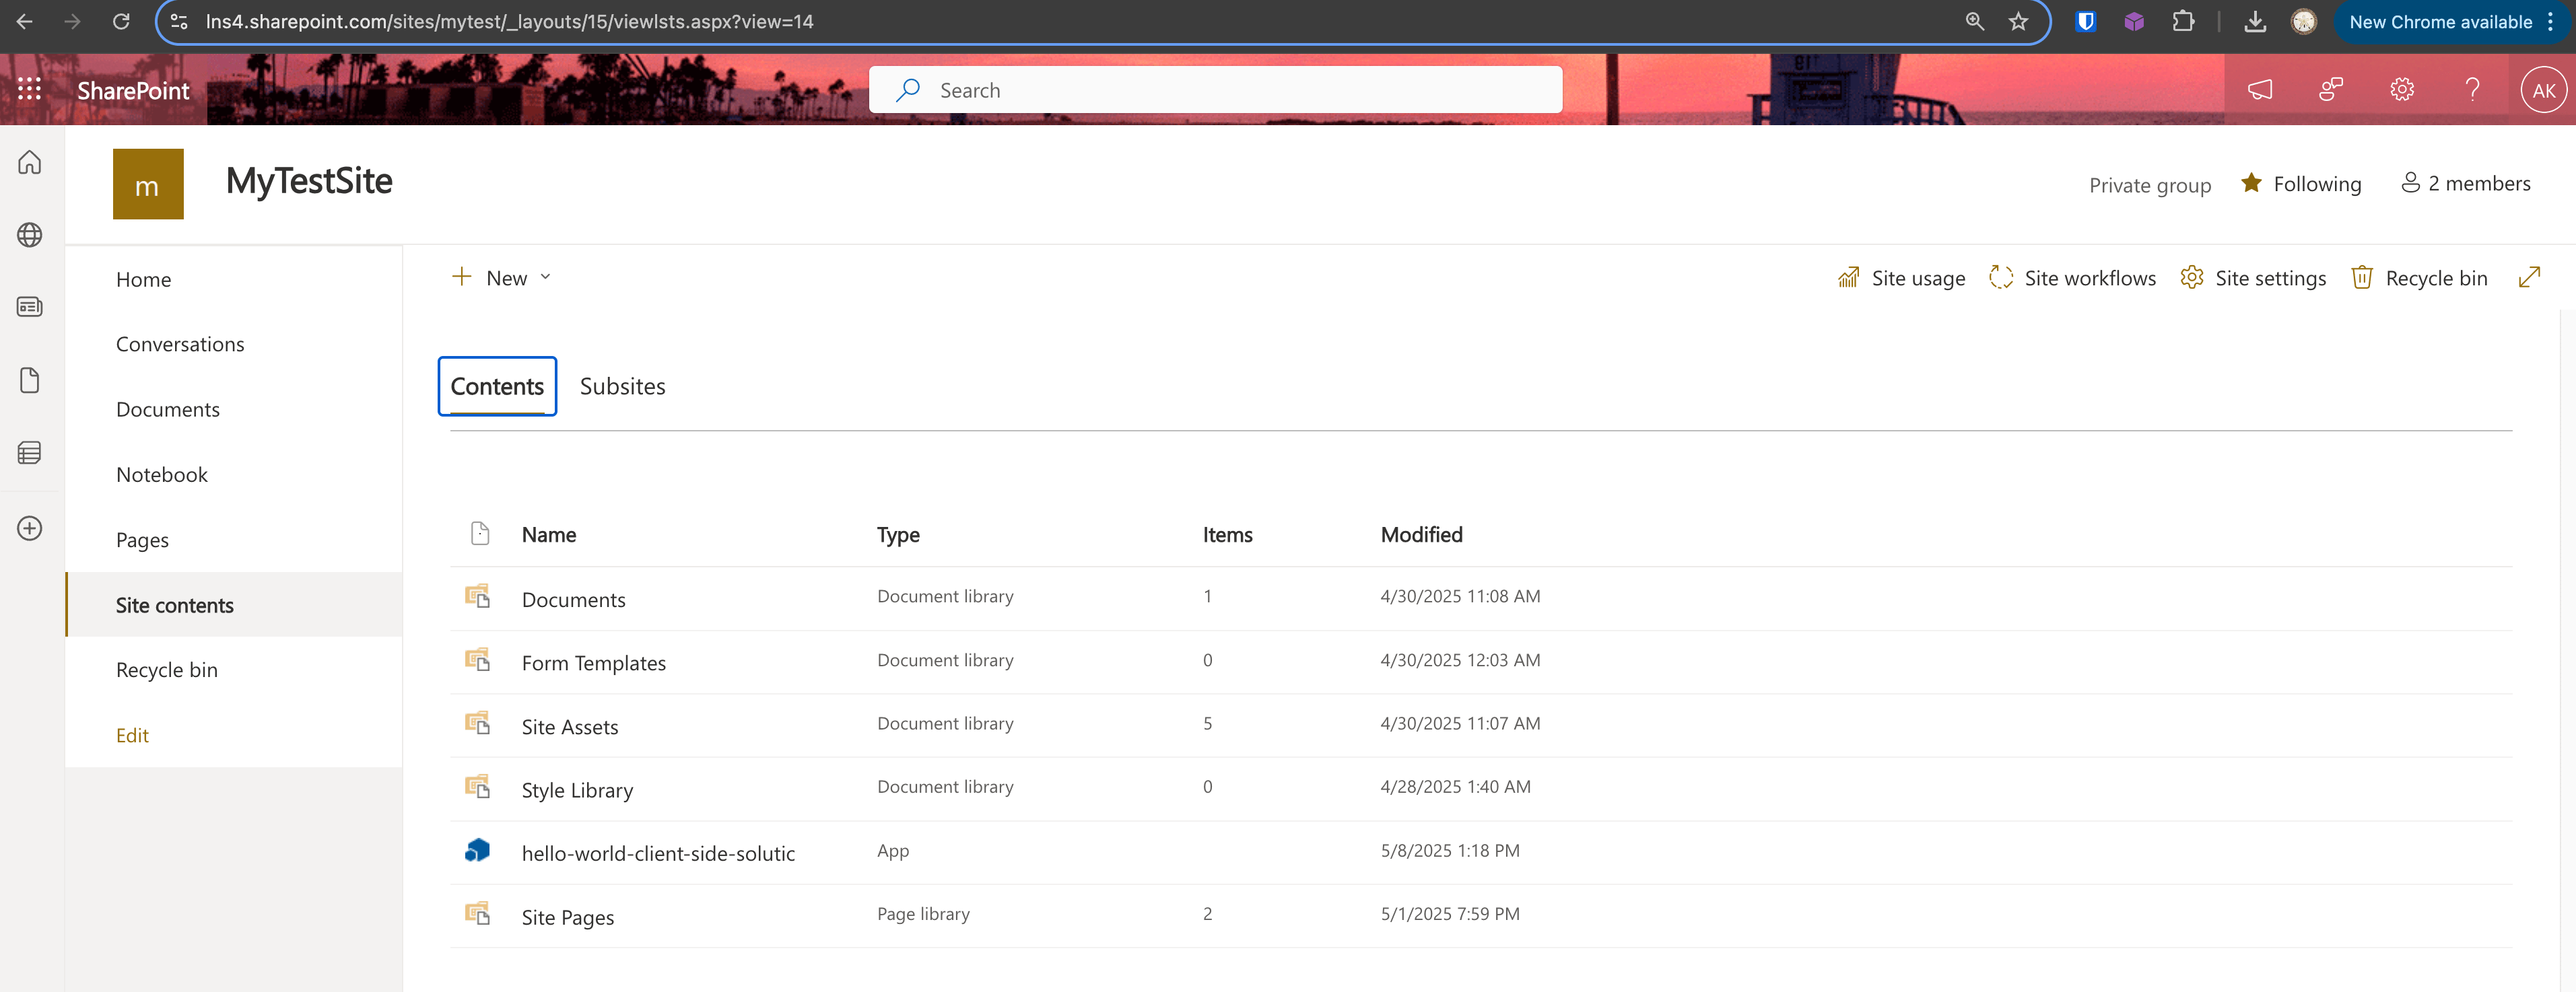 lns4.sharepoint.com/sites/mytest/_layouts/15/viewlsts.aspx?view=14
New Chrome available
SharePoint
Search
AK
m
MyTestSite
Private group
Following
2 members
Home
Conversations
Documents
Notebook
Pages
Site contents
Recycle bin
Edit
New
Site usage
Site workflows
Site settings
Recycle bin
Contents
Subsites
Name Type Items Modified
Documents Document library 1 4/30/2025 11:08 AM
Form Templates Document library 0 4/30/2025 12:03 AM
Site Assets Document library 5 4/30/2025 11:07 AM
Style Library Document library 0 4/28/2025 1:40 AM
hello-world-client-side-solutic App 5/8/2025 1:18 PM
Site Pages Page library 2 5/1/2025 7:59 PM